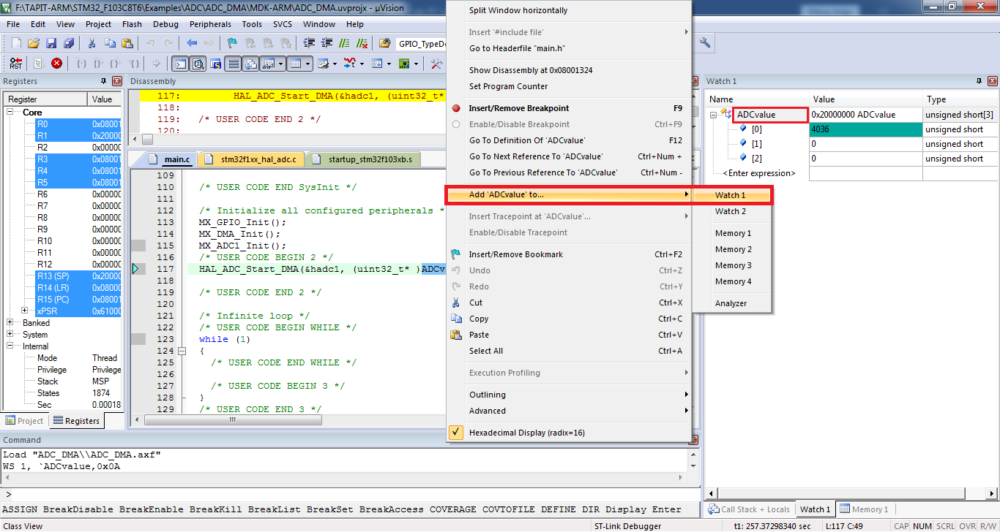 F:\TAPIT-ARM\STM32_F103C8T6\Examples\ADC\ADC_DMA\MDK-ARM\ADC_DMA.uvprojx - µVision
File Edit View Project Flash Debug Peripherals Tools SVCS Window Help
GPIO_TypeDe
RST
Registers
Register Value
Core
R0 0x08001
R1 0x20000
R2 0x00000
R3 0x08001
R4 0x08001
R5 0x08001
R6 0x00000
R7 0x00000
R8 0x00000
R9 0x00000
R10 0x00000
R11 0x00000
R12 0x00000
R13 (SP) 0x20000
R14 (LR) 0x08000
R15 (PC) 0x08001
xPSR 0x61000
Banked
System
Internal
Mode Thread
Privilege Privilege
Stack MSP
States 1874
Sec 0.00018
Project Registers
Disassembly
117: HAL_ADC_Start_DMA(&hadc1, (uint32_t*
118:
119: /* USER CODE END 2 */
120:
main.c stm32f1xx_hal_adc.c startup_stm32f103xb.s
109
110 /* USER CODE END SysInit */
111
112 /* Initialize all configured peripherals *
113 MX_GPIO_Init();
114 MX_DMA_Init();
115 MX_ADC1_Init();
116 /* USER CODE BEGIN 2 */
117 HAL_ADC_Start_DMA(&hadc1, (uint32_t* )ADCv
118
119 /* USER CODE END 2 */
120
121 /* Infinite loop */
122 /* USER CODE BEGIN WHILE */
123 while (1)
124 {
125 /* USER CODE END WHILE */
126
127 /* USER CODE BEGIN 3 */
128 }
129 /* USER CODE END 3 */
Split Window horizontally
Insert '#include file'
Go to Headerfile "main.h"
Show Disassembly at 0x08001324
Set Program Counter
Insert/Remove Breakpoint F9
Enable/Disable Breakpoint Ctrl+F9
Go To Definition Of 'ADCvalue' F12
Go To Next Reference To 'ADCvalue' Ctrl+Num +
Go To Previous Reference To 'ADCvalue' Ctrl+Num -
Add 'ADCvalue' to...
Insert Tracepoint at 'ADCvalue'...
Enable/Disable Tracepoint
Insert/Remove Bookmark Ctrl+F2
Undo Ctrl+Z
Redo Ctrl+Y
Cut Ctrl+X
Copy Ctrl+C
Paste Ctrl+V
Select All Ctrl+A
Execution Profiling
Outlining
Advanced
Hexadecimal Display (radix=16)
Watch 1
Watch 2
Memory 1
Memory 2
Memory 3
Memory 4
Analyzer
Watch 1
Name Value Type
ADCvalue 0x20000000 ADCvalue unsigned short[3]
[0] 4036 unsigned short
[1] 0 unsigned short
[2] 0 unsigned short
<Enter expression>
Call Stack + Locals Watch 1 Memory 1
Command
Load "ADC_DMA\\ADC_DMA.axf"
WS 1, `ADCvalue,0x0A
>
ASSIGN BreakDisable BreakEnable BreakKill BreakList BreakSet BreakAccess COVERAGE COVTOFILE DEFINE DIR Display Enter
Class View ST-Link Debugger t1: 257.37298340 sec L:117 C:49 CAP NUM SCRL OVR R/W